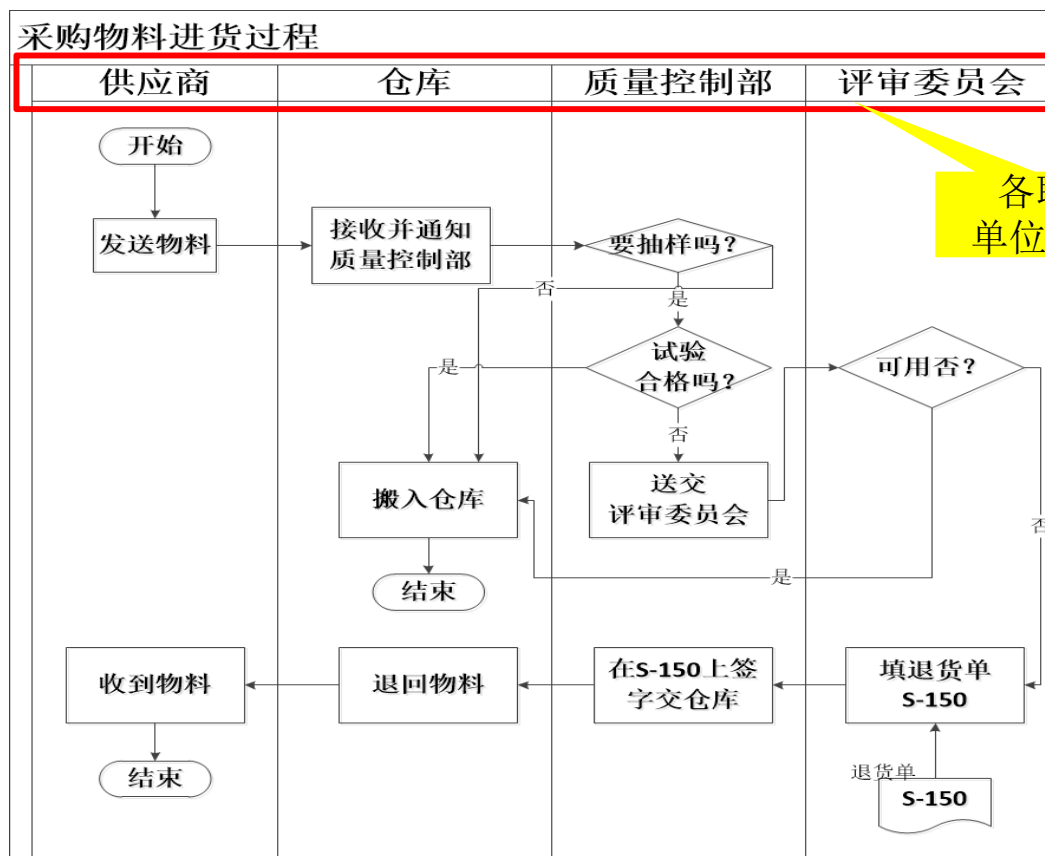 采购物料进货过程
供应商
仓库
质量控制部
评审委员会
开始
各
单位
发送物料
接收并通知
质量控制部
要抽样吗？
否
是
试验
合格吗？
可用否？
是
否
搬入仓库
送交
评审委员会
否
是
结束
收到物料
退回物料
在S-150上签
字交仓库
填退货单
S-150
结束
退货单
S-150